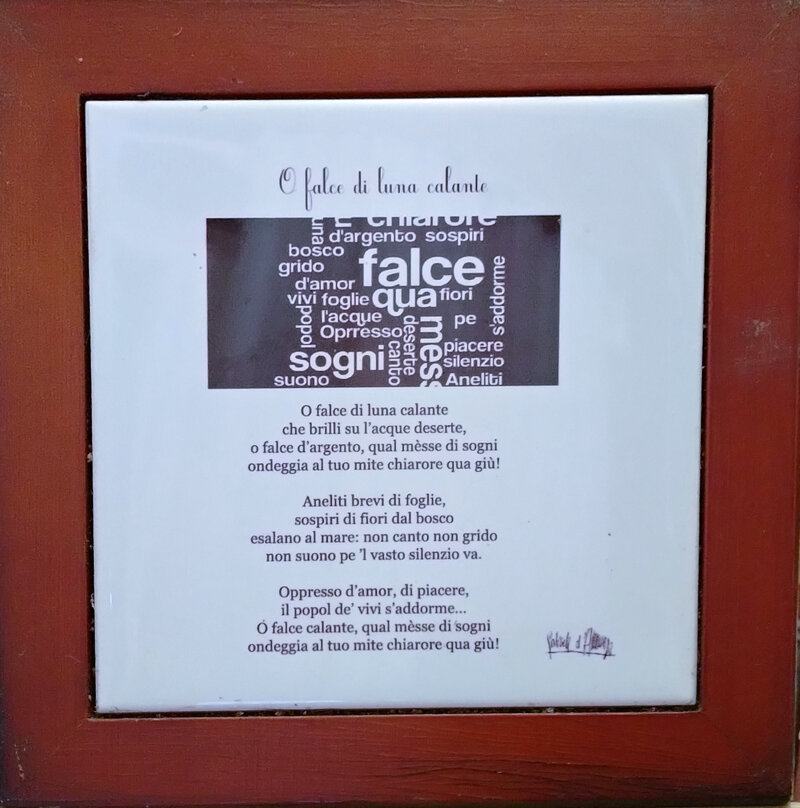 O falce di luna calante
chiarore
una
d'argento sospiri
bosco
grido
falce
d'amor
vivi foglie qua fiori
s'addorme
popol
l'acque
pe
Oprresso
deserte
mess
piacere
sogni
canto
silenzio
suono
Aneliti
O falce di luna calante
che brilli su l'acque deserte,
o falce d'argento, qual mèsse di sogni
ondeggia al tuo mite chiarore qua giù!
Aneliti brevi di foglie,
sospiri di fiori dal bosco
esalano al mare: non canto non grido
non suono pe 'l vasto silenzio va.
Oppresso d'amor, di piacere,
il popol de' vivi s'addorme...
O falce calante, qual mèsse di sogni
ondeggia al tuo mite chiarore qua giù!